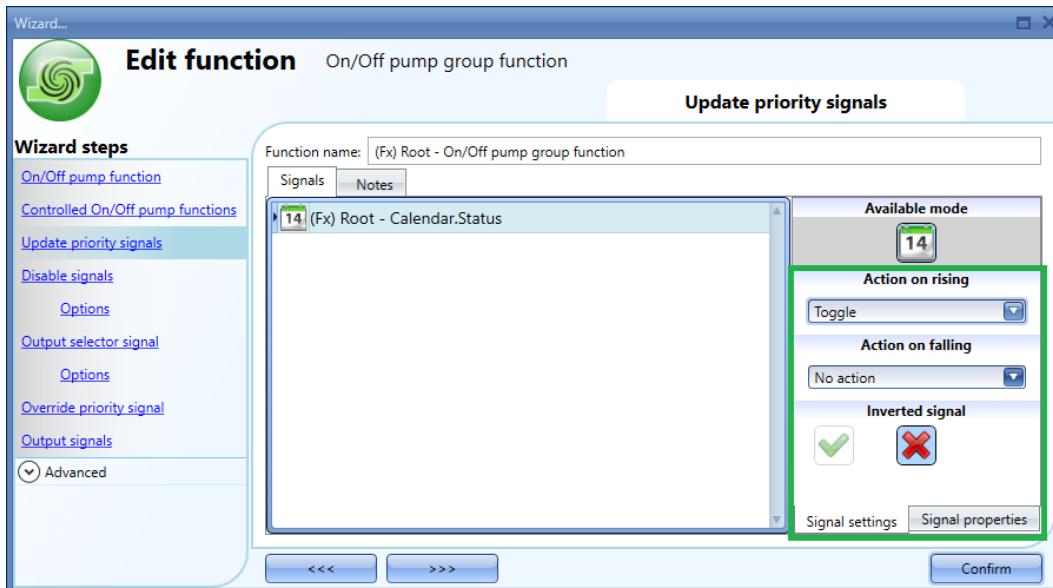 Wizard...
Edit function On/Off pump group function
Update priority signals
Wizard steps
On/Off pump function
Controlled On/Off pump functions
Update priority signals
Disable signals
Options
Output selector signal
Options
Override priority signal
Output signals
Advanced
Function name: (Fx) Root - On/Off pump group function
Signals Notes
14 (Fx) Root - Calendar.Status
Available mode
14
Action on rising
Toggle
Action on falling
No action
Inverted signal
Signal settings Signal properties
<<< >>> Confirm